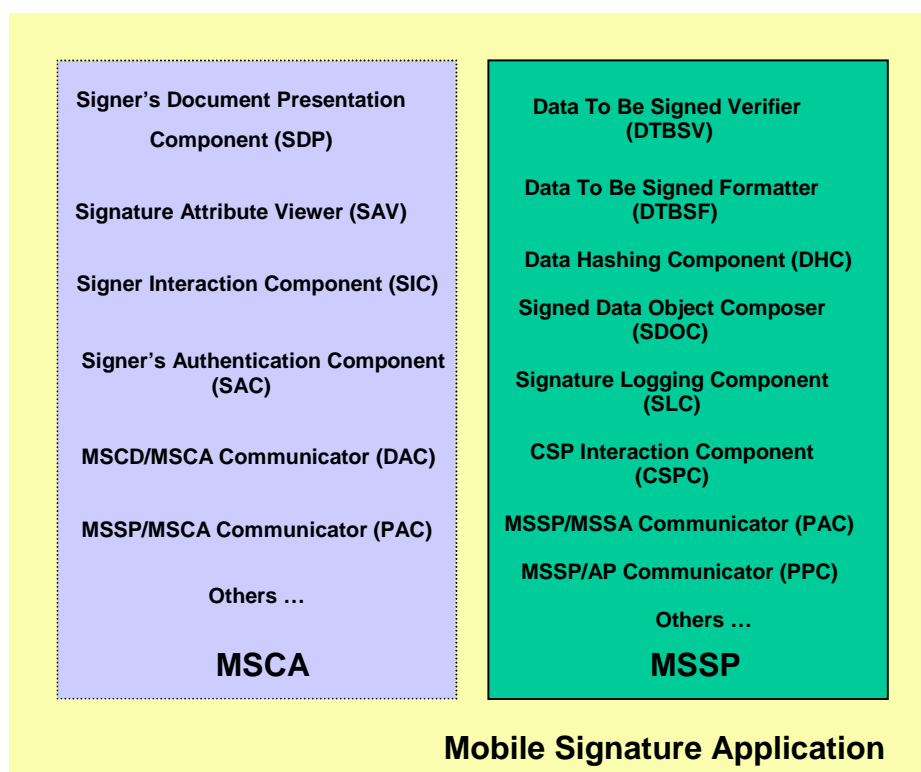 Signer’s Document Presentation
Component (SDP)
Signature Attribute Viewer (SAV)
Signer Interaction Component (SIC)
Signer’s Authentication Component
(SAC)
MSCD/MSCA Communicator (DAC)
MSSP/MSCA Communicator (PAC)
Others …
MSCA
Data To Be Signed Verifier
(DTBSV)
Data To Be Signed Formatter
(DTBSF)
Data Hashing Component (DHC)
Signed Data Object Composer
(SDOC)
Signature Logging Component
(SLC)
CSP Interaction Component
(CSPC)
MSSP/MSSA Communicator (PAC)
MSSP/AP Communicator (PPC)
Others …
MSSP
Mobile Signature Application